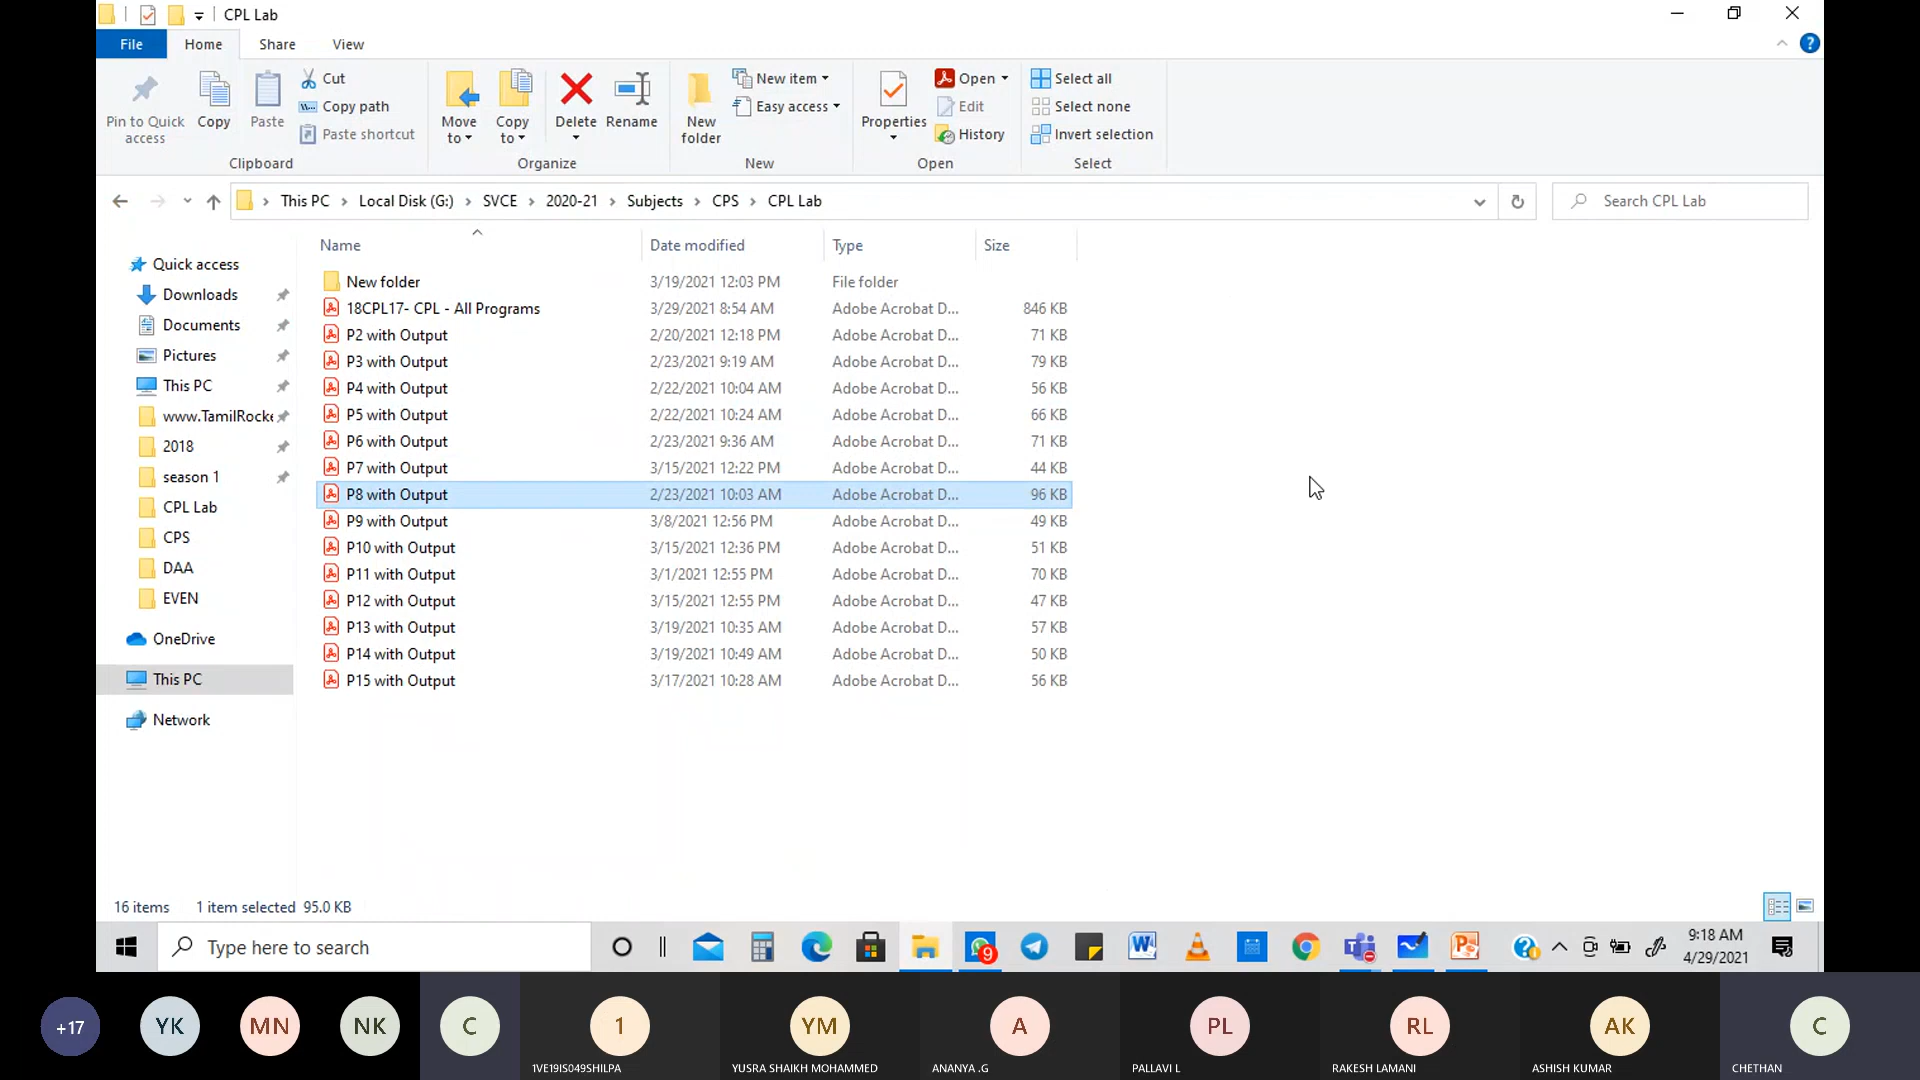 CPL Lab
File Home Share View
Pin to Quick access
Copy
Paste
Cut
Copy path
Paste shortcut
Clipboard
Move to
Copy to
Delete
Rename
Organize
New folder
New item
Easy access
New
Properties
Open
Edit
History
Open
Select all
Select none
Invert selection
Select
This PC > Local Disk (G:) > SVCE > 2020-21 > Subjects > CPS > CPL Lab
Search CPL Lab
Quick access
Downloads
Documents
Pictures
This PC
www.TamilRocke
2018
season 1
CPL Lab
CPS
DAA
EVEN
OneDrive
This PC
Network
Name Date modified Type Size
New folder 3/19/2021 12:03 PM File folder
18CPL17- CPL - All Programs 3/29/2021 8:54 AM Adobe Acrobat D... 846 KB
P2 with Output 2/20/2021 12:18 PM Adobe Acrobat D... 71 KB
P3 with Output 2/23/2021 9:19 AM Adobe Acrobat D... 79 KB
P4 with Output 2/22/2021 10:04 AM Adobe Acrobat D... 56 KB
P5 with Output 2/22/2021 10:24 AM Adobe Acrobat D... 66 KB
P6 with Output 2/23/2021 9:36 AM Adobe Acrobat D... 71 KB
P7 with Output 3/15/2021 12:22 PM Adobe Acrobat D... 44 KB
P8 with Output 2/23/2021 10:03 AM Adobe Acrobat D... 96 KB
P9 with Output 3/8/2021 12:56 PM Adobe Acrobat D... 49 KB
P10 with Output 3/15/2021 12:36 PM Adobe Acrobat D... 51 KB
P11 with Output 3/1/2021 12:55 PM Adobe Acrobat D... 70 KB
P12 with Output 3/15/2021 12:55 PM Adobe Acrobat D... 47 KB
P13 with Output 3/19/2021 10:35 AM Adobe Acrobat D... 57 KB
P14 with Output 3/19/2021 10:49 AM Adobe Acrobat D... 50 KB
P15 with Output 3/17/2021 10:28 AM Adobe Acrobat D... 56 KB
16 items 1 item selected 95.0 KB
Type here to search
9
9:18 AM
4/29/2021
+17 YK MN NK C 1 YM A PL RL AK C
1VE19IS049SHILPA YUSRA SHAIKH MOHAMMED ANANYA .G PALLAVI L RAKESH LAMANI ASHISH KUMAR CHETHAN